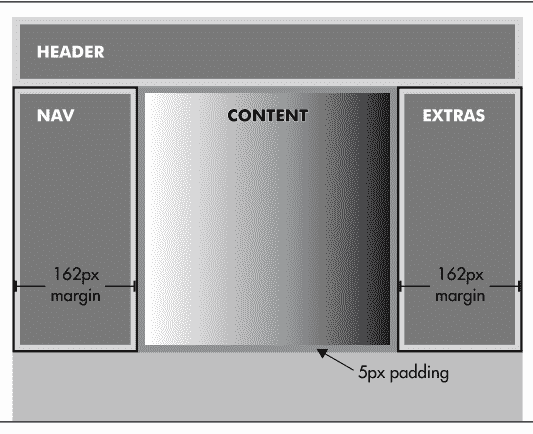 HEADER
NAV
CONTENT
EXTRAS
162px
margin
162px
margin
5px padding